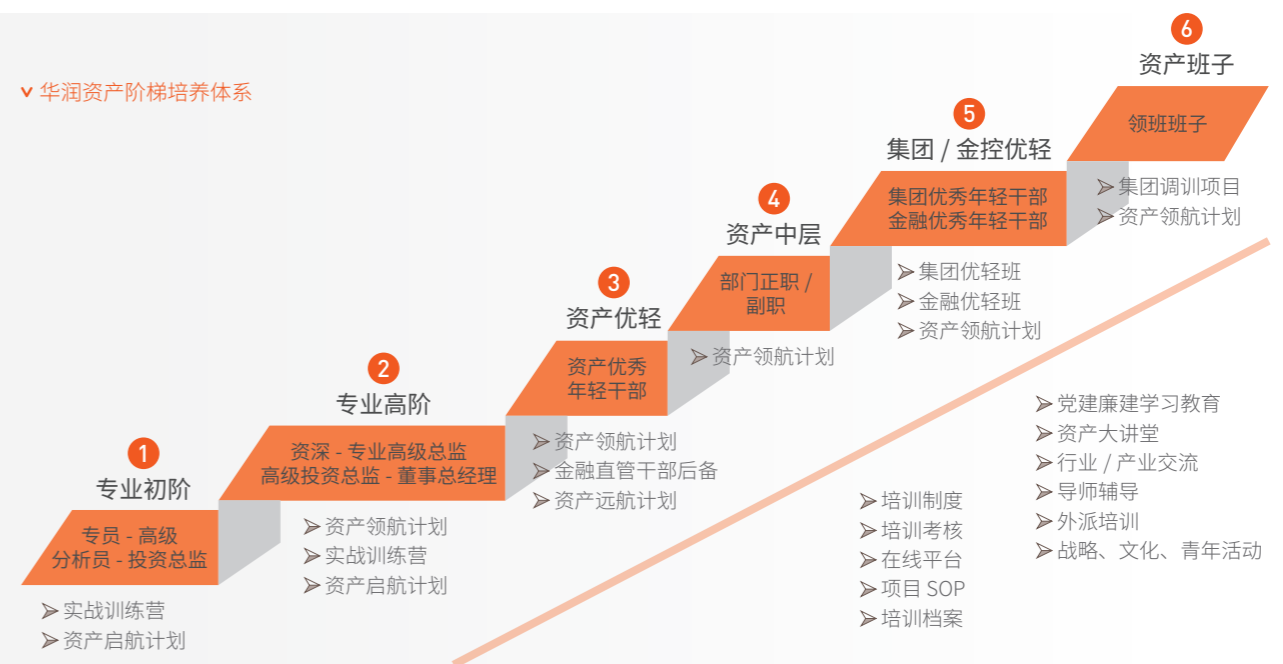 华润资产阶梯培养体系
1
专业初阶
专员 - 高级
分析员 - 投资总监
实战训练营
资产启航计划
2
专业高阶
资深 - 专业高级总监
高级投资总监 - 董事总经理
资产领航计划
实战训练营
资产启航计划
3
资产优轻
资产优秀
年轻干部
资产领航计划
金融直管干部后备
资产远航计划
4
资产中层
部门正职 /
副职
资产领航计划
5
集团 / 金控优轻
集团优秀年轻干部
金融优秀年轻干部
集团优轻班
金融优轻班
资产领航计划
6
资产班子
领班班子
集团调训项目
资产领航计划
培训制度
培训考核
在线平台
项目 SOP
培训档案
党建廉建学习教育
资产大讲堂
行业 / 产业交流
导师辅导
外派培训
战略、文化、青年活动